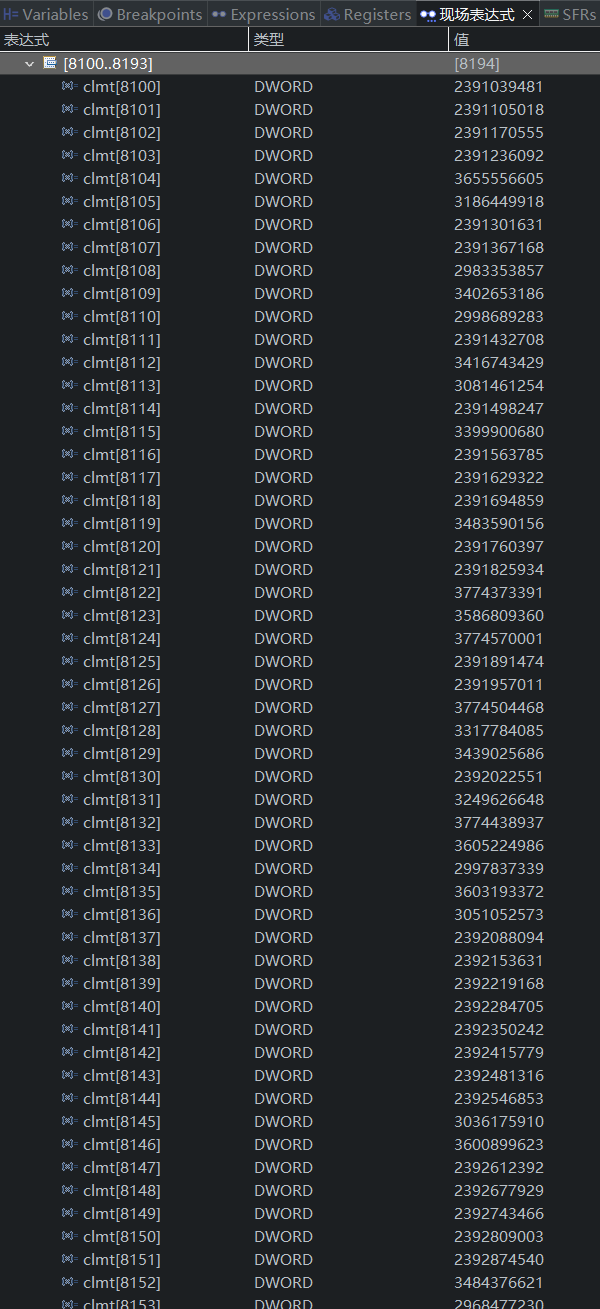 Variables Breakpoints Expressions Registers 现场表达式 SFRs
表达式 类型 值
[8100..8193] [8194]
clmt[8100] DWORD 2391039481
clmt[8101] DWORD 2391105018
clmt[8102] DWORD 2391170555
clmt[8103] DWORD 2391236092
clmt[8104] DWORD 3655556605
clmt[8105] DWORD 3186449918
clmt[8106] DWORD 2391301631
clmt[8107] DWORD 2391367168
clmt[8108] DWORD 2983353857
clmt[8109] DWORD 3402653186
clmt[8110] DWORD 2998689283
clmt[8111] DWORD 2391432708
clmt[8112] DWORD 3416743429
clmt[8113] DWORD 3081461254
clmt[8114] DWORD 2391498247
clmt[8115] DWORD 3399900680
clmt[8116] DWORD 2391563785
clmt[8117] DWORD 2391629322
clmt[8118] DWORD 2391694859
clmt[8119] DWORD 3483590156
clmt[8120] DWORD 2391760397
clmt[8121] DWORD 2391825934
clmt[8122] DWORD 3774373391
clmt[8123] DWORD 3586809360
clmt[8124] DWORD 3774570001
clmt[8125] DWORD 2391891474
clmt[8126] DWORD 2391957011
clmt[8127] DWORD 3774504468
clmt[8128] DWORD 3317784085
clmt[8129] DWORD 3439025686
clmt[8130] DWORD 2392022551
clmt[8131] DWORD 3249626648
clmt[8132] DWORD 3774438937
clmt[8133] DWORD 3605224986
clmt[8134] DWORD 2997837339
clmt[8135] DWORD 3603193372
clmt[8136] DWORD 3051052573
clmt[8137] DWORD 2392088094
clmt[8138] DWORD 2392153631
clmt[8139] DWORD 2392219168
clmt[8140] DWORD 2392284705
clmt[8141] DWORD 2392350242
clmt[8142] DWORD 2392415779
clmt[8143] DWORD 2392481316
clmt[8144] DWORD 2392546853
clmt[8145] DWORD 3036175910
clmt[8146] DWORD 3600899623
clmt[8147] DWORD 2392612392
clmt[8148] DWORD 2392677929
clmt[8149] DWORD 2392743466
clmt[8150] DWORD 2392809003
clmt[8151] DWORD 2392874540
clmt[8152] DWORD 3484376621
clmt[8153] DWORD 2968477230